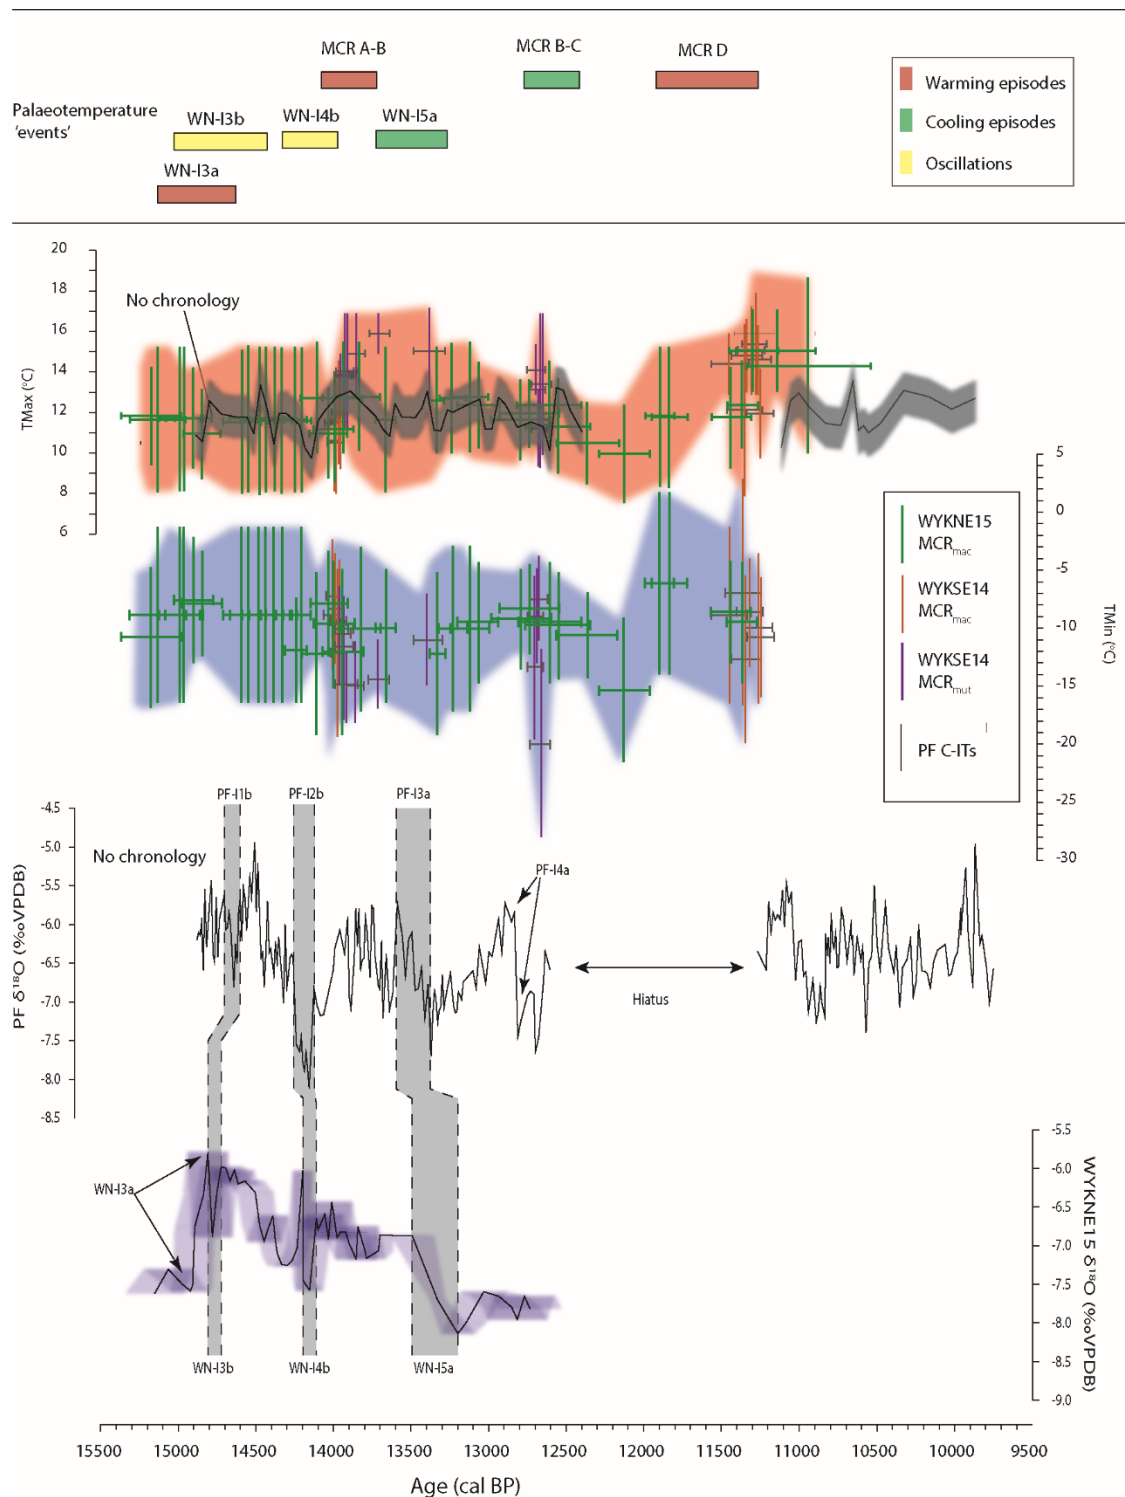 MCR A-B
MCR B-C
MCR D
Palaeotemperature
'events'
WN-I3b
WN-I4b
WN-I5a
WN-I3a
Warming episodes
Cooling episodes
Oscillations
20
18
16
14
12
10
8
6
TMax (°C)
No chronology
5
0
-5
-10
-15
-20
-25
-30
TMin (°C)
WYKNE15
MCRmac
WYKSE14
MCRmac
WYKSE14
MCRmut
PF C-ITs
PF-I1b
PF-I2b
PF-I3a
-4.5
-5.0
-5.5
-6.0
-6.5
-7.0
-7.5
-8.0
-8.5
PF δ¹⁸O (‰VPDB)
No chronology
PF-I4a
Hiatus
WN-I3a
WN-I3b
WN-I4b
WN-I5a
-5.5
-6.0
-6.5
-7.0
-7.5
-8.0
-8.5
-9.0
WYKNE15 δ¹⁸O (‰VPDB)
15500 15000 14500 14000 13500 13000 12500 12000 11500 11000 10500 10000 9500
Age (cal BP)